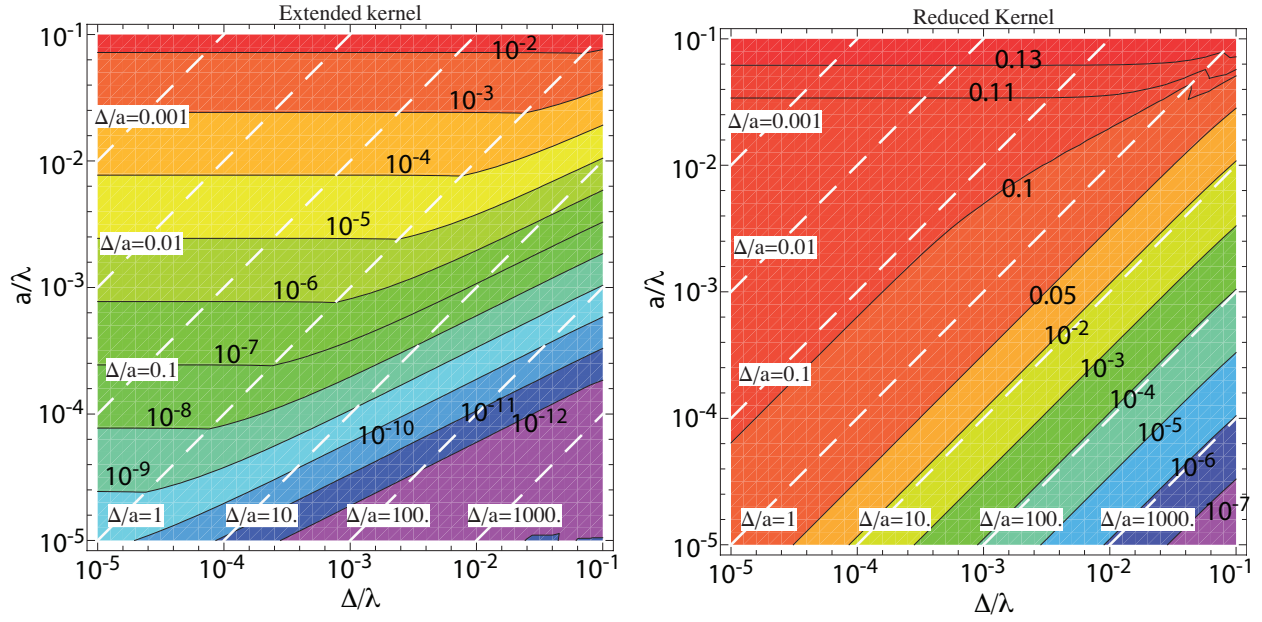 Extended kernel
10⁻¹
10⁻²
10⁻³
Δ/a=0.001
10⁻²
10⁻⁴
10⁻⁵
Δ/a=0.01
a/λ
10⁻³
10⁻⁶
10⁻⁷
Δ/a=0.1
10⁻⁴
10⁻⁸
10⁻¹¹
10⁻¹²
10⁻¹⁰
10⁻⁹
Δ/a=1
Δ/a=10.
Δ/a=100.
Δ/a=1000.
10⁻⁵
10⁻⁵
10⁻⁴
10⁻³
10⁻²
10⁻¹
Δ/λ
Reduced Kernel
10⁻¹
0.13
0.11
Δ/a=0.001
10⁻²
0.1
Δ/a=0.01
a/λ
10⁻³
0.05
10⁻²
10⁻³
Δ/a=0.1
10⁻⁴
10⁻⁴
10⁻⁵
10⁻⁶
10⁻⁷
Δ/a=1
Δ/a=10.
Δ/a=100.
Δ/a=1000.
10⁻⁵
10⁻⁵
10⁻⁴
10⁻³
10⁻²
10⁻¹
Δ/λ